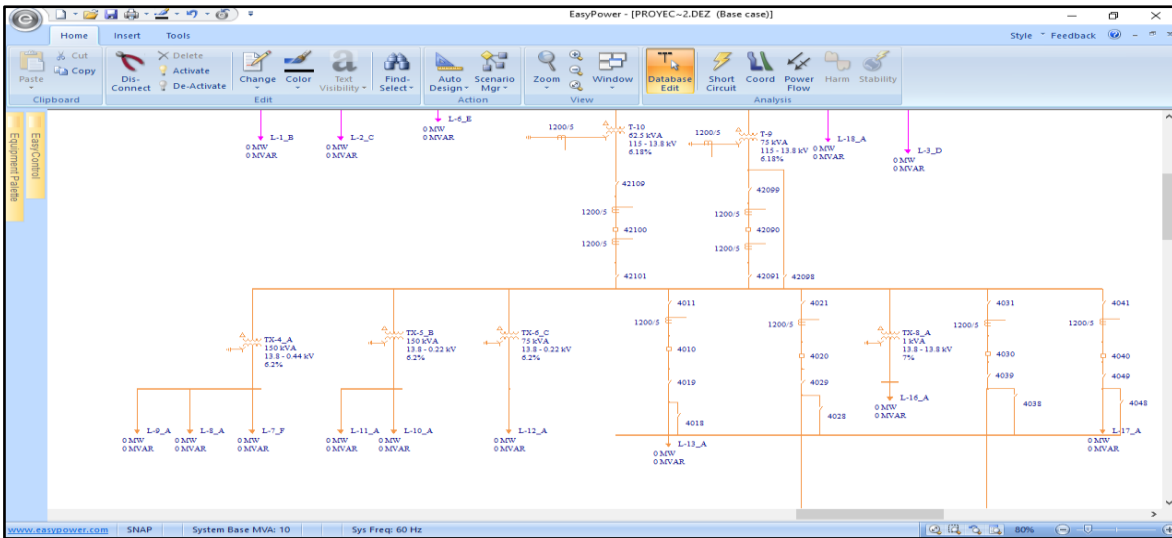 EasyPower - [PROYEC~2.DEZ (Base case)]
Home Insert Tools
Style Feedback
Paste
Cut
Copy
Clipboard
Dis-Connect
Delete
Activate
De-Activate
Change
Color
Text Visibility
Find-Select
Edit
Auto Design
Scenario Mgr
Action
Zoom
Window
View
Database Edit
Short Circuit
Coord
Power Flow
Harm
Stability
Analysis
EasyControl
Equipment Palette
L-1_B
0 MW
0 MVAR
L-2_C
0 MW
0 MVAR
L-6_E
0 MW
0 MVAR
1200/5
T-10
62.5 kVA
115 - 13.8 kV
6.18%
1200/5
T-9
75 kVA
115 - 13.8 kV
6.18%
L-18_A
0 MW
0 MVAR
L-3_D
0 MW
0 MVAR
42109
1200/5
42100
1200/5
42101
42099
1200/5
42090
1200/5
42091
42098
TX-4_A
150 kVA
13.8 - 0.44 kV
6.2%
TX-5_B
150 kVA
13.8 - 0.22 kV
6.2%
TX-6_C
75 kVA
13.8 - 0.22 kV
6.2%
4011
1200/5
4010
4019
4018
4021
1200/5
4020
4029
4028
TX-8_A
1 kVA
13.8 - 13.8 kV
7%
L-16_A
0 MW
0 MVAR
4031
1200/5
4030
4039
4038
4041
1200/5
4040
4049
4048
L-9_A
0 MW
0 MVAR
L-8_A
0 MW
0 MVAR
L-7_F
0 MW
0 MVAR
L-11_A
0 MW
0 MVAR
L-10_A
0 MW
0 MVAR
L-12_A
0 MW
0 MVAR
L-13_A
0 MW
0 MVAR
L-17_A
0 MW
0 MVAR
www.easypower.com SNAP System Base MVA: 10 Sys Freq: 60 Hz 80%